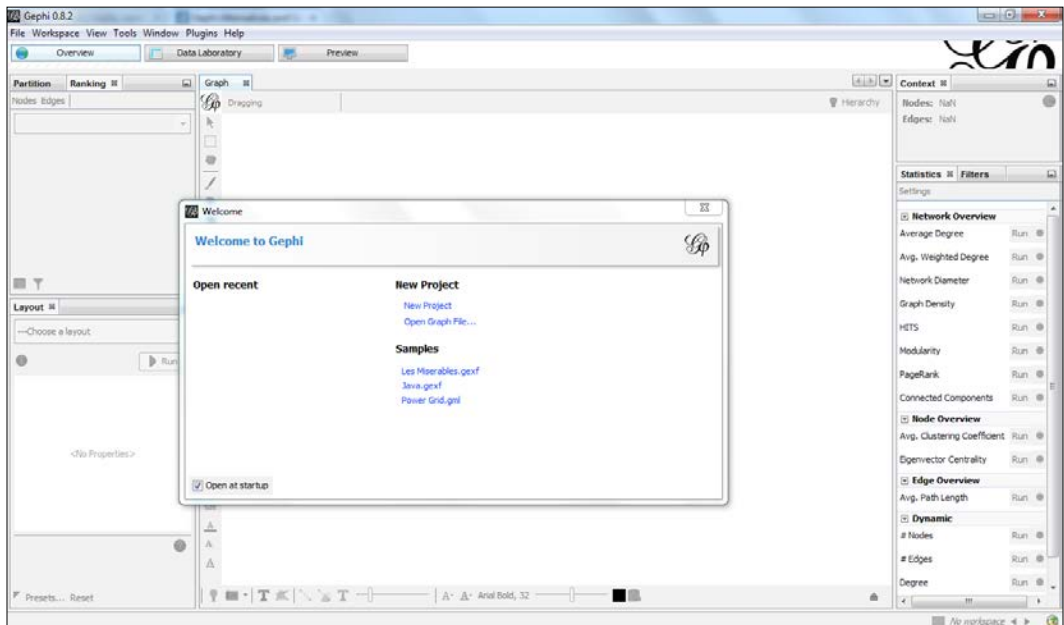 Gephi 0.8.2
File Workspace View Tools Window Plugins Help
Overview Data Laboratory Preview
Partition Ranking
Nodes Edges
Graph
Dragging
Hierarchy
Context
Nodes: NaN
Edges: NaN
Statistics Filters
Settings
Network Overview
Average Degree Run
Avg. Weighted Degree Run
Network Diameter Run
Graph Density Run
HITS Run
Modularity Run
PageRank Run
Connected Components Run
Node Overview
Avg. Clustering Coefficient Run
Eigenvector Centrality Run
Edge Overview
Avg. Path Length Run
Dynamic
# Nodes Run
# Edges Run
Degree Run
Welcome
Welcome to Gephi
Open recent
New Project
New Project
Open Graph File...
Samples
Les Miserables.gexf
Java.gexf
Power Grid.gml
Open at startup
Layout
---Choose a layout
Run
<No Properties>
Presets... Reset
T T A- A- Arial Bold, 32
No workspace